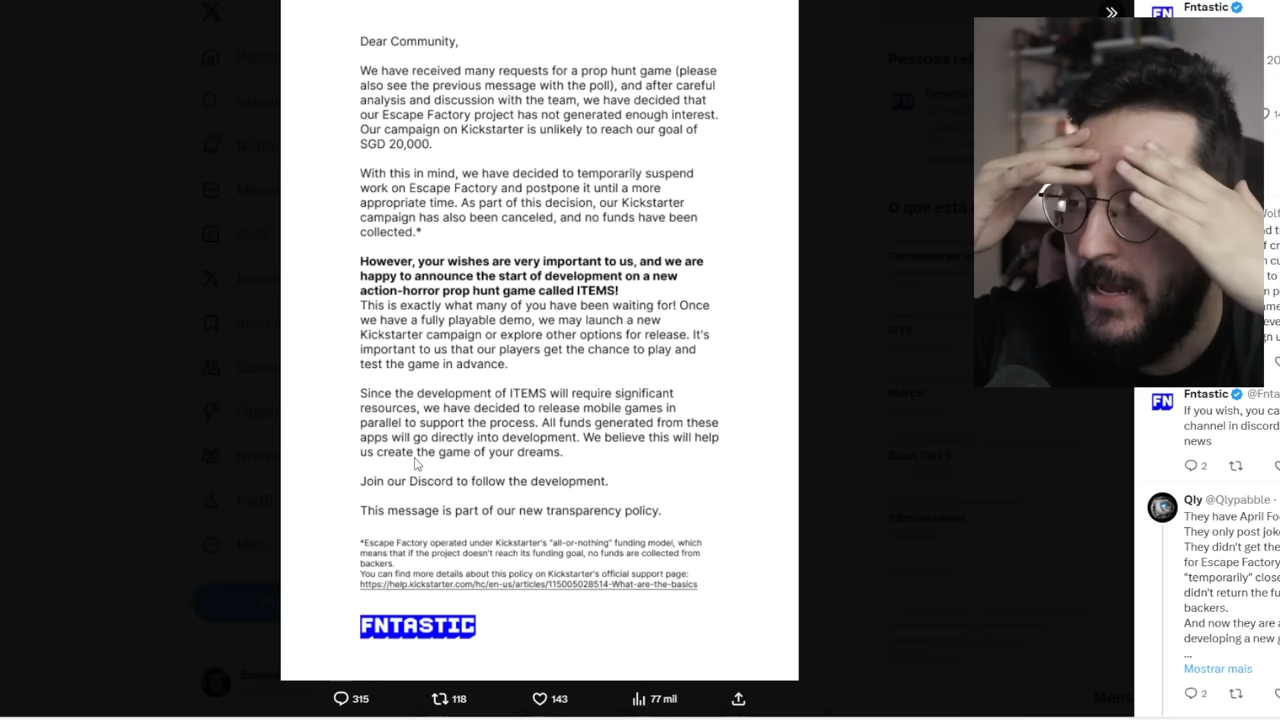 Dear Community,
We have received many requests for a prop hunt game (please
also see the previous message with the poll), and after careful
analysis and discussion with the team, we have decided that
our Escape Factory project has not generated enough interest.
Our campaign on Kickstarter is unlikely to reach our goal of
SGD 20,000.
With this in mind, we have decided to temporarily suspend
work on Escape Factory and postpone it until a more
appropriate time. As part of this decision, our Kickstarter
campaign has also been canceled, and no funds have been
collected.*
However, your wishes are very important to us, and we are
happy to announce the start of development on a new
action-horror prop hunt game called ITEMS!
This is exactly what many of you have been waiting for! Once
we have a fully playable demo, we may launch a new
Kickstarter campaign or explore other options for release. It's
important to us that our players get the chance to play and
test the game in advance.
Since the development of ITEMS will require significant
resources, we have decided to release mobile games in
parallel to support the process. All funds generated from these
apps will go directly into development. We believe this will help
us create the game of your dreams.
Join our Discord to follow the development.
This message is part of our new transparency policy.
*Escape Factory operated under Kickstarter's "all-or-nothing" funding model, which
means that if the project doesn't reach its funding goal, no funds are collected from
backers.
You can find more details about this policy on Kickstarter's official support page:
https://help.kickstarter.com/hc/en-us/articles/115005028514-What-are-the-basics
FNTASTIC
315 118 143 77 mil
FN Fntastic
FN Fntastic @Fnta
If you wish, you ca
channel in discord
news
2
Qly @Qlypabble ·
They have April Foo
They only post joke
They didn't get the
for Escape Factory
"temporarily" close
didn't return the fu
backers.
And now they are a
developing a new g
...
Mostrar mais
2